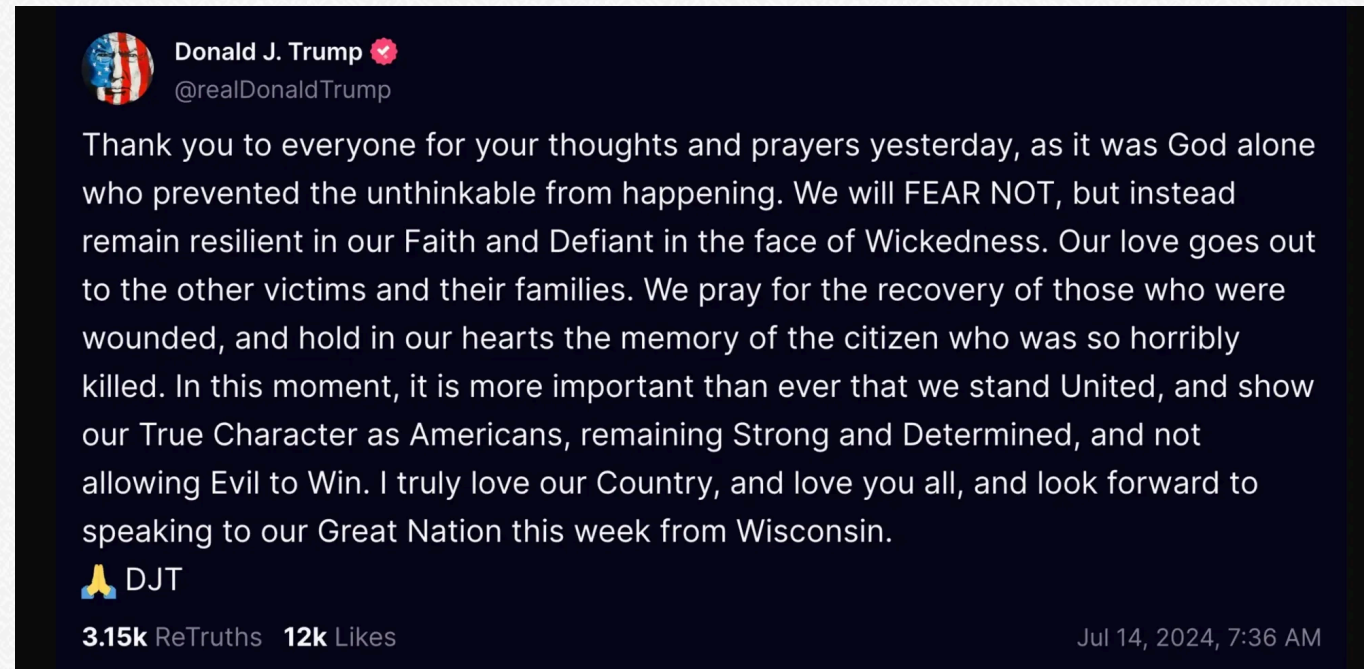 Donald J. Trump
@realDonaldTrump
Thank you to everyone for your thoughts and prayers yesterday, as it was God alone
who prevented the unthinkable from happening. We will FEAR NOT, but instead
remain resilient in our Faith and Defiant in the face of Wickedness. Our love goes out
to the other victims and their families. We pray for the recovery of those who were
wounded, and hold in our hearts the memory of the citizen who was so horribly
killed. In this moment, it is more important than ever that we stand United, and show
our True Character as Americans, remaining Strong and Determined, and not
allowing Evil to Win. I truly love our Country, and love you all, and look forward to
speaking to our Great Nation this week from Wisconsin.
🙏 DJT
3.15k ReTruths 12k Likes Jul 14, 2024, 7:36 AM